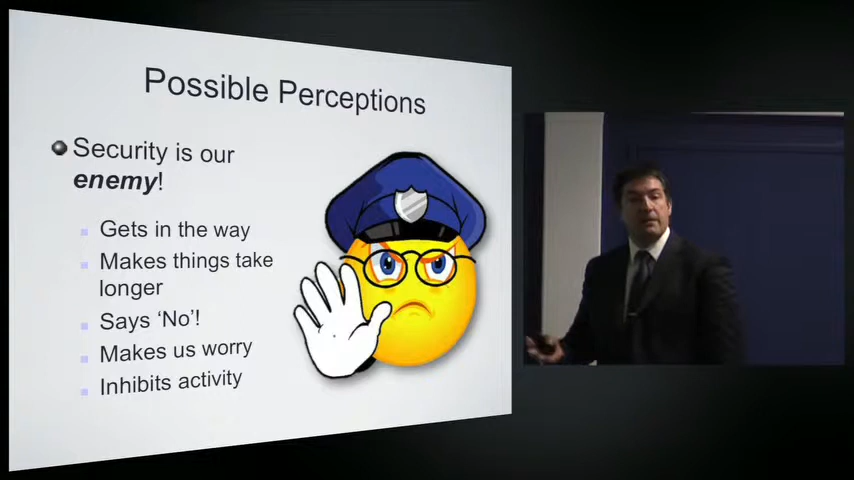 Possible Perceptions
Security is our
enemy!
Gets in the way
Makes things take
longer
Says ‘No’!
Makes us worry
Inhibits activity